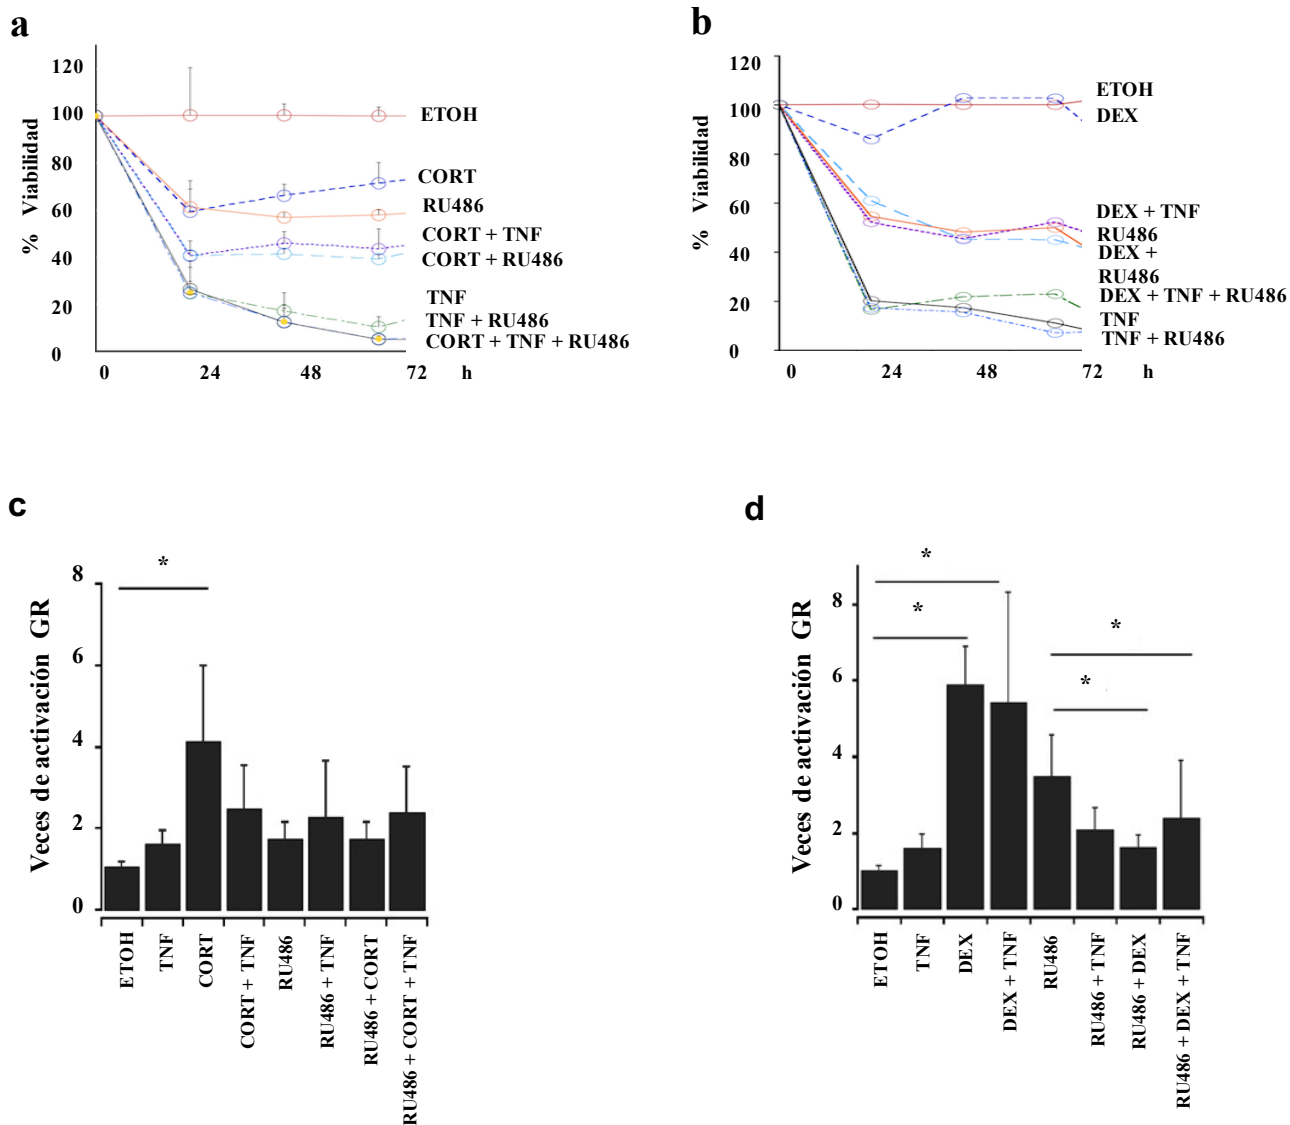 a
120
100
80
60
40
20
0
% Viabilidad
0 24 48 72 h
ETOH
CORT
RU486
CORT + TNF
CORT + RU486
TNF
TNF + RU486
CORT + TNF + RU486
b
120
100
80
60
40
20
0
% Viabilidad
0 24 48 72 h
ETOH
DEX
DEX + TNF
RU486
DEX +
RU486
DEX + TNF + RU486
TNF
TNF + RU486
c
*
8
6
4
2
0
Veces de activación GR
ETOH
TNF
CORT
CORT + TNF
RU486
RU486 + TNF
RU486 + CORT
RU486 + CORT + TNF
d
*
*
*
*
8
6
4
2
0
Veces de activación GR
ETOH
TNF
DEX
DEX + TNF
RU486
RU486 + TNF
RU486 + DEX
RU486 + DEX + TNF